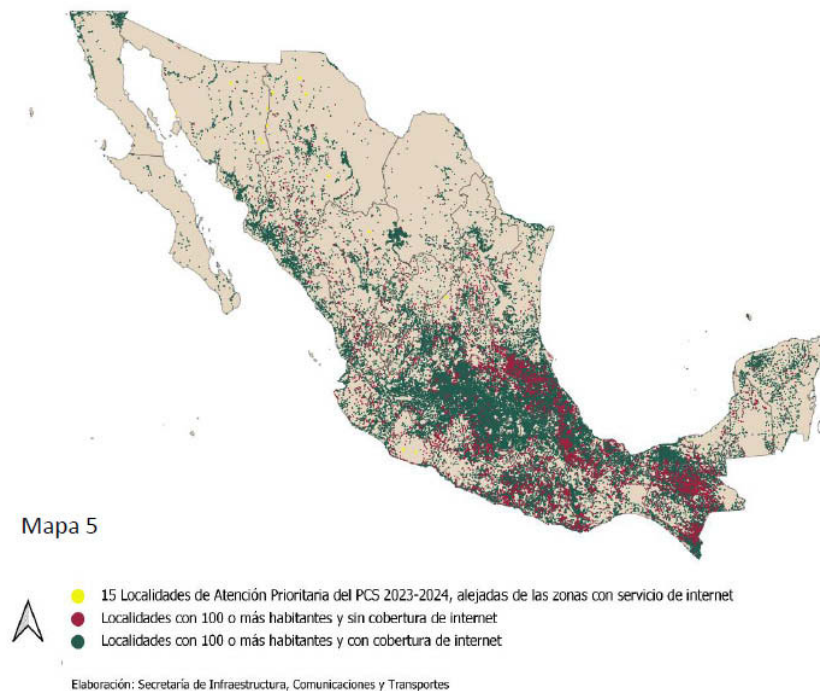 Mapa 5
15 Localidades de Atención Prioritaria del PCS 2023-2024, alejadas de las zonas con servicio de internet
Localidades con 100 o más habitantes y sin cobertura de internet
Localidades con 100 o más habitantes y con cobertura de internet
Elaboración: Secretaría de Infraestructura, Comunicaciones y Transportes